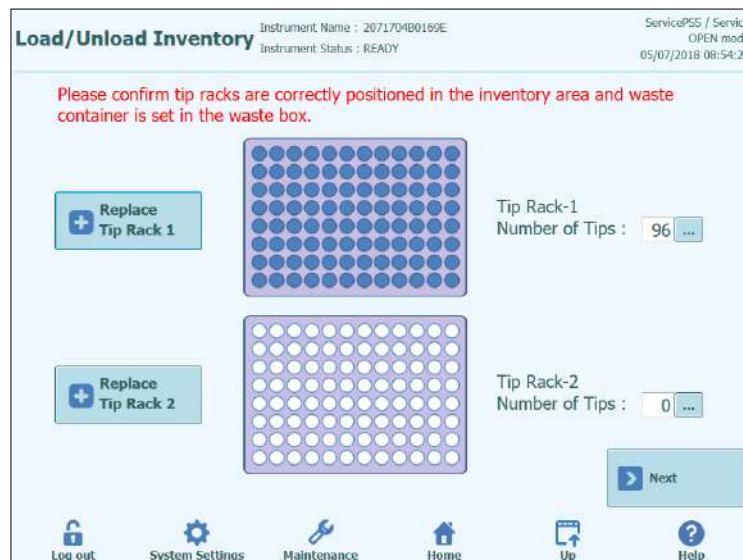 Load/Unload Inventory
Instrument Name : 2071704B0169E
Instrument Status : READY
ServicePSS / Servic
OPEN mod
05/07/2018 08:54:2
Please confirm tip racks are correctly positioned in the inventory area and waste
container is set in the waste box.
Replace
Tip Rack 1
Tip Rack-1
Number of Tips : 96 ...
Replace
Tip Rack 2
Tip Rack-2
Number of Tips : 0 ...
Next
Log out System Settings Maintenance Home Up Help